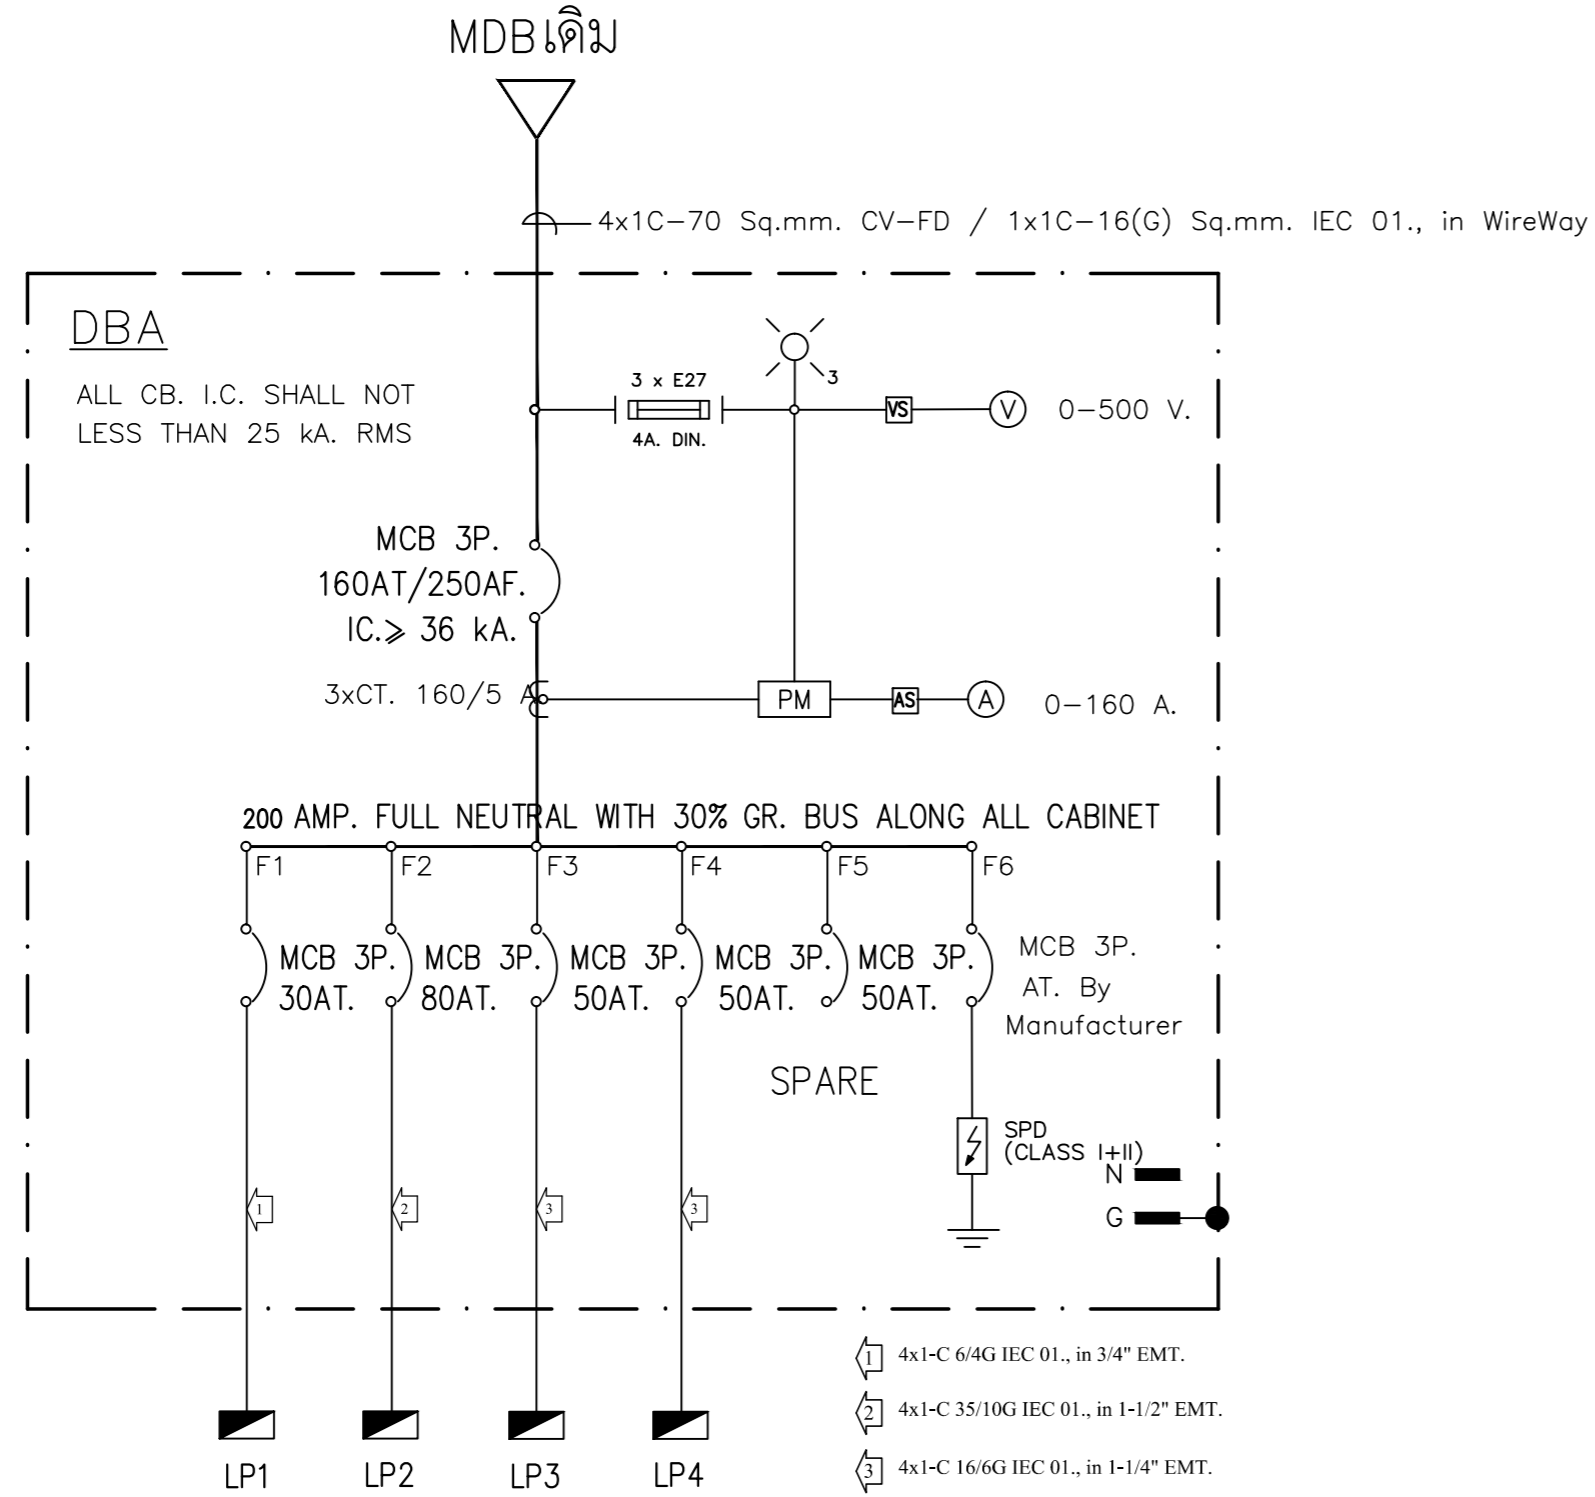 MDBเดิม
4x1C-70 Sq.mm. CV-FD / 1x1C-16(G) Sq.mm. IEC 01., in WireWay
DBA
ALL CB. I.C. SHALL NOT
LESS THAN 25 kA. RMS
3 x E27
4A. DIN.
3
VS
V
0-500 V.
MCB 3P.
160AT/250AF.
IC.⩾ 36 kA.
3xCT. 160/5 A
PM
AS
A
0-160 A.
200 AMP. FULL NEUTRAL WITH 30% GR. BUS ALONG ALL CABINET
F1
F2
F3
F4
F5
F6
MCB 3P.
30AT.
MCB 3P.
80AT.
MCB 3P.
50AT.
MCB 3P.
50AT.
MCB 3P.
50AT.
MCB 3P.
AT. By
Manufacturer
SPARE
SPD
(CLASS I+II)
N
G
1
2
3
3
LP1
LP2
LP3
LP4
1 4x1-C 6/4G IEC 01., in 3/4" EMT.
2 4x1-C 35/10G IEC 01., in 1-1/2" EMT.
3 4x1-C 16/6G IEC 01., in 1-1/4" EMT.